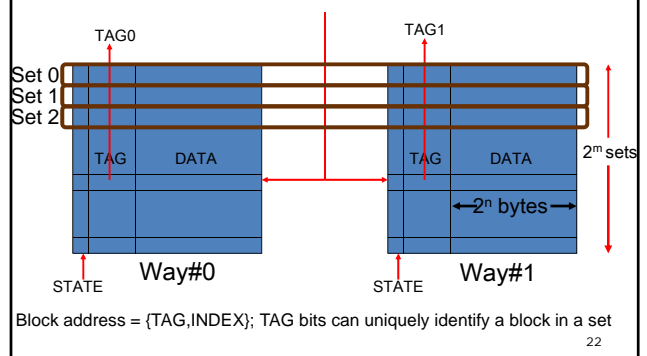 TAG0
TAG1
Set 0
Set 1
Set 2
TAG DATA
TAG DATA
2ᵐ sets
2ⁿ bytes
Way#0
Way#1
STATE
STATE
Block address = {TAG,INDEX}; TAG bits can uniquely identify a block in a set
22